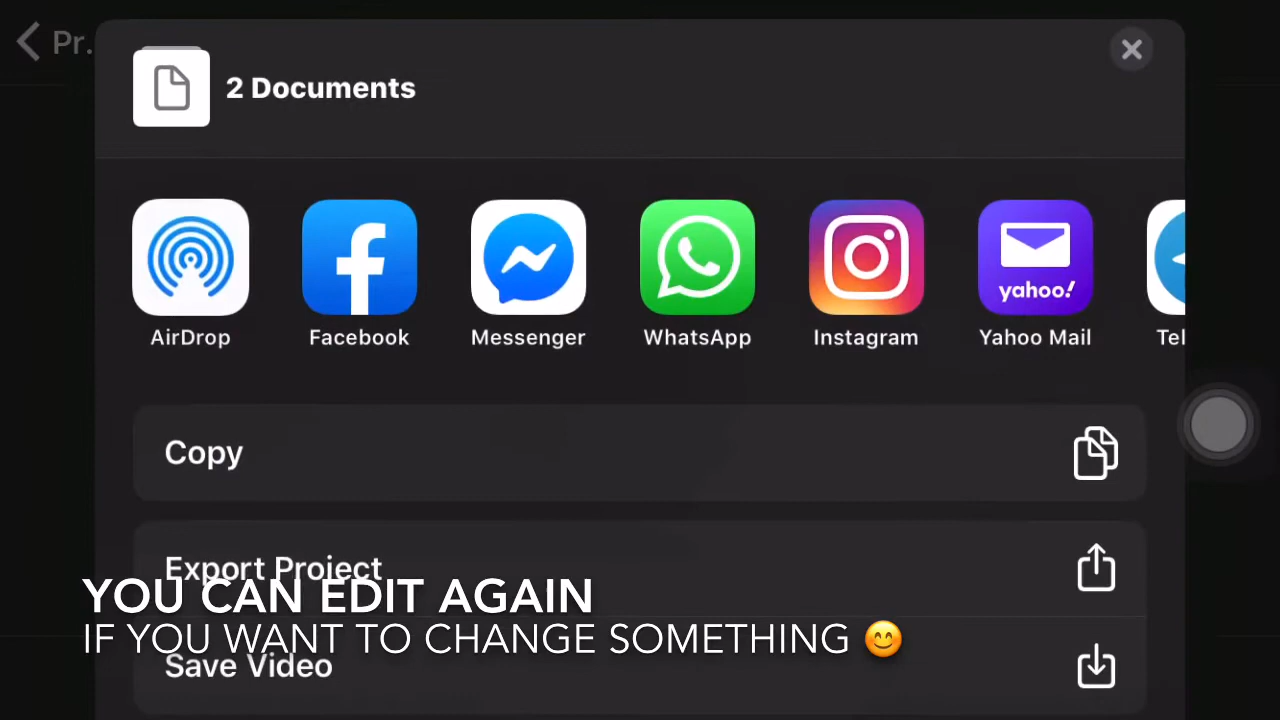 Pr.
2 Documents
yahoo!
AirDrop
Facebook
Messenger
WhatsApp
Instagram
Yahoo Mail
Tel
Copy
Export Project
YOU CAN EDIT AGAIN
IF YOU WANT TO CHANGE SOMETHING 😊
Save Video